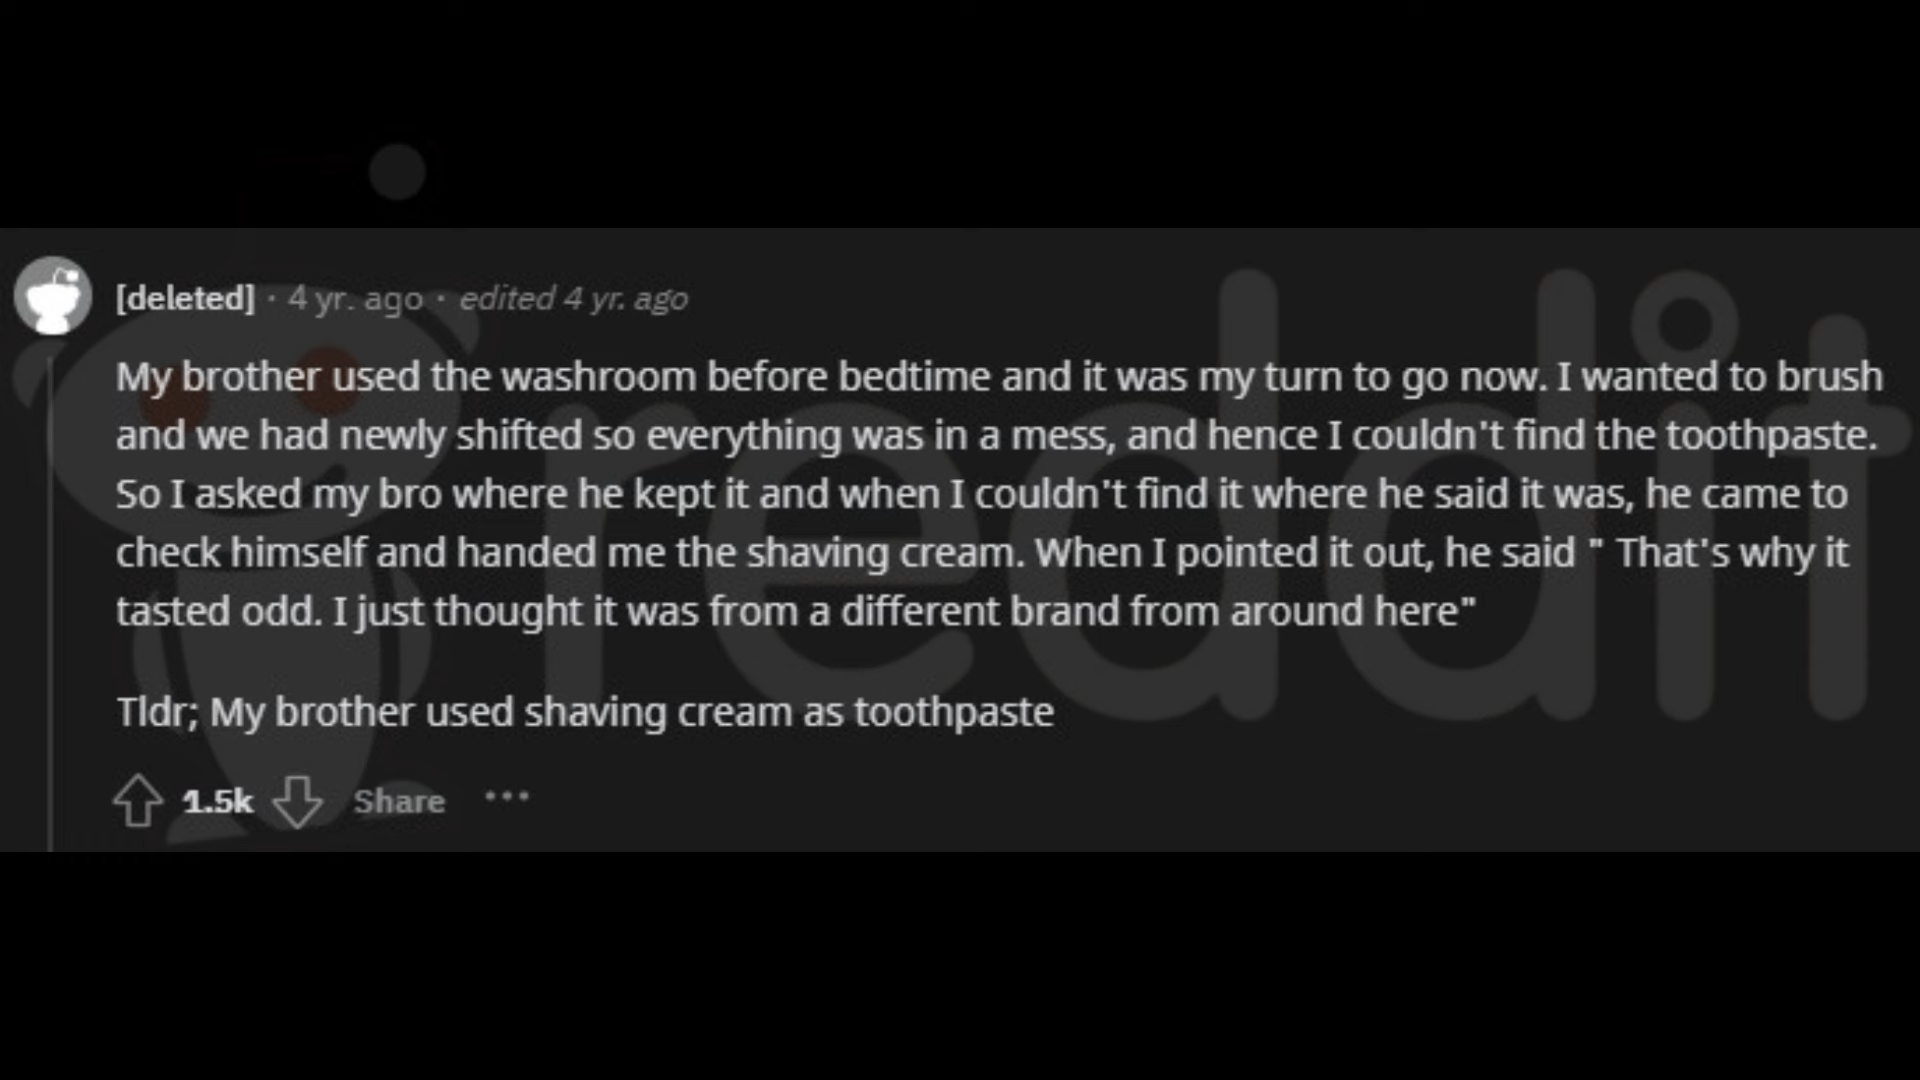 [deleted] · 4 yr. ago · edited 4 yr. ago
My brother used the washroom before bedtime and it was my turn to go now. I wanted to brush
and we had newly shifted so everything was in a mess, and hence I couldn't find the toothpaste.
So I asked my bro where he kept it and when I couldn't find it where he said it was, he came to
check himself and handed me the shaving cream. When I pointed it out, he said " That's why it
tasted odd. I just thought it was from a different brand from around here"
Tldr; My brother used shaving cream as toothpaste
1.5k Share ···
reddit